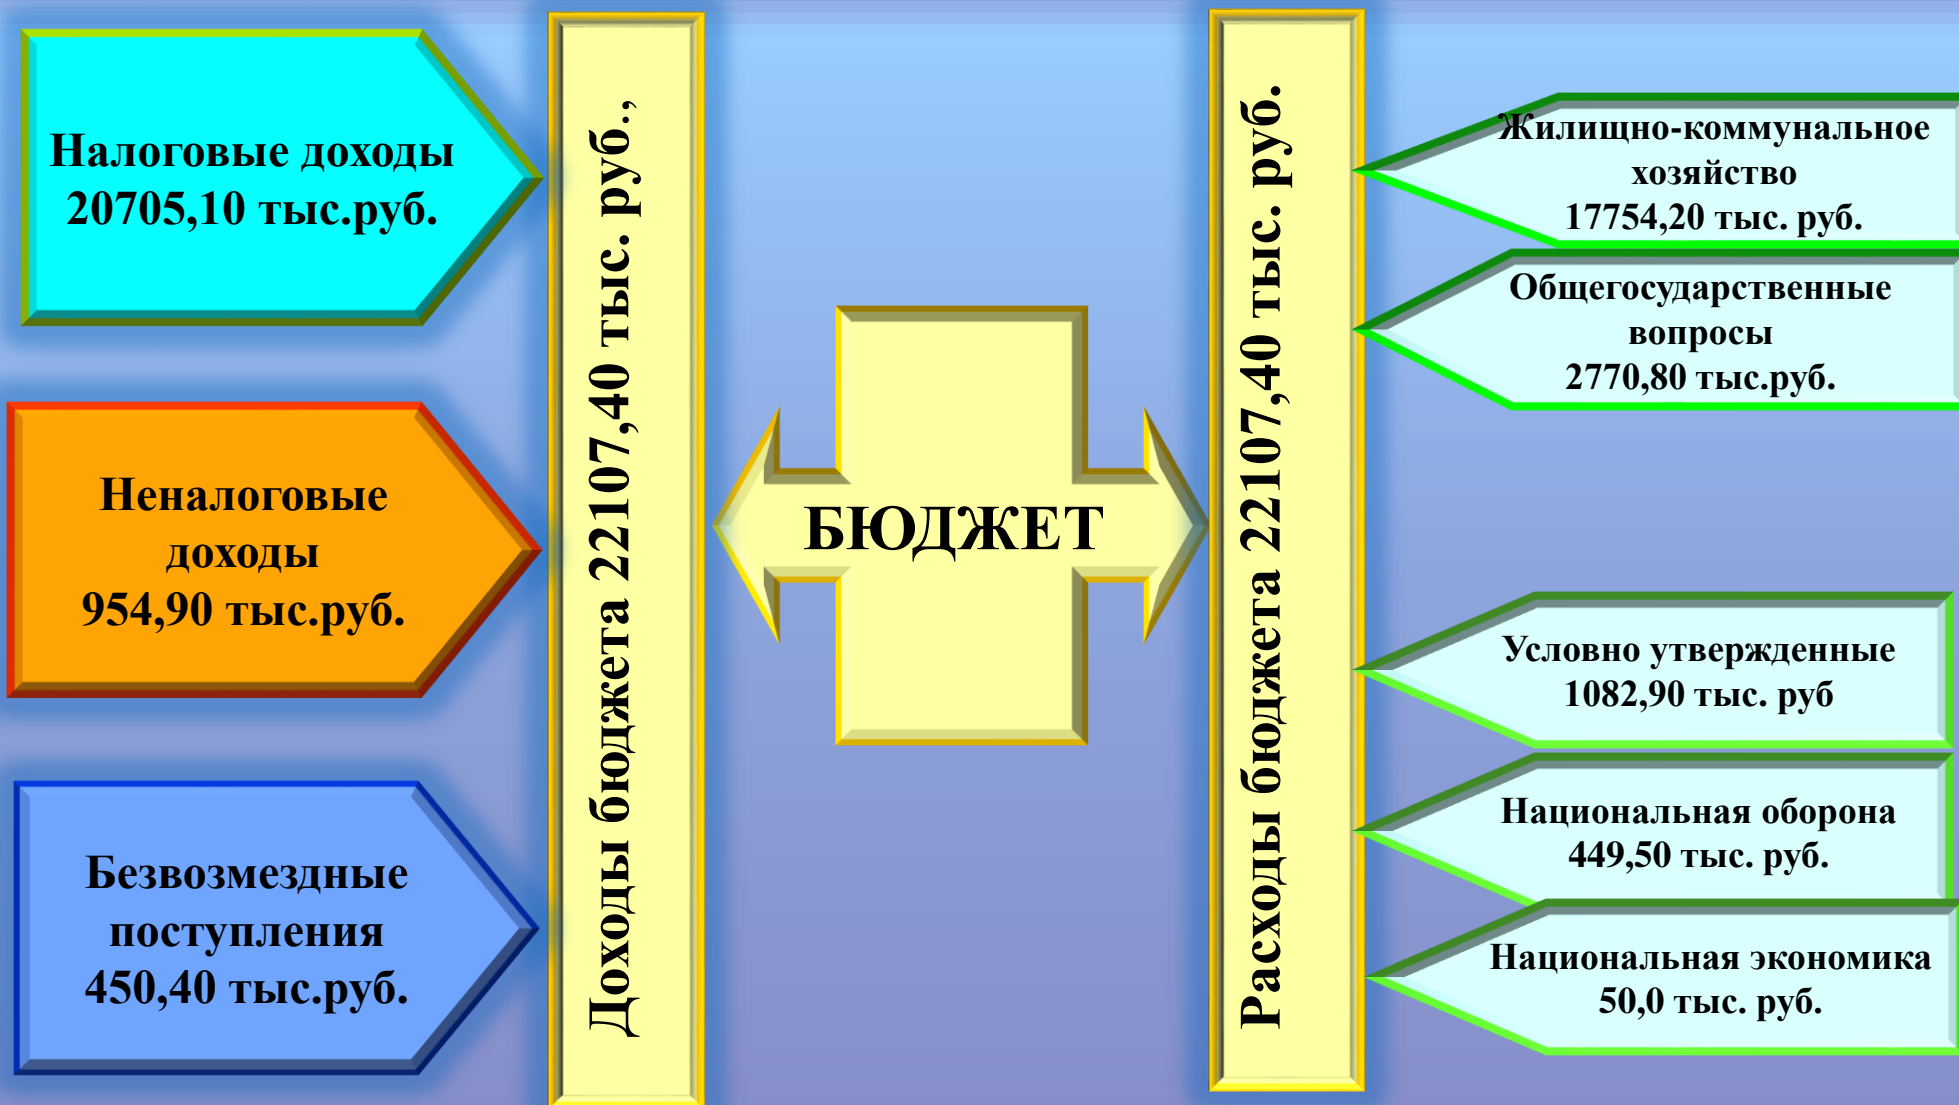 Налоговые доходы
20705,10 тыс.руб.
Неналоговые
доходы
954,90 тыс.руб.
Безвозмездные
поступления
450,40 тыс.руб.
Доходы бюджета 22107,40 тыс. руб.,
БЮДЖЕТ
Расходы бюджета 22107,40 тыс. руб.
Жилищно-коммунальное
хозяйство
17754,20 тыс. руб.
Общегосударственные
вопросы
2770,80 тыс.руб.
Условно утвержденные
1082,90 тыс. руб
Национальная оборона
449,50 тыс. руб.
Национальная экономика
50,0 тыс. руб.